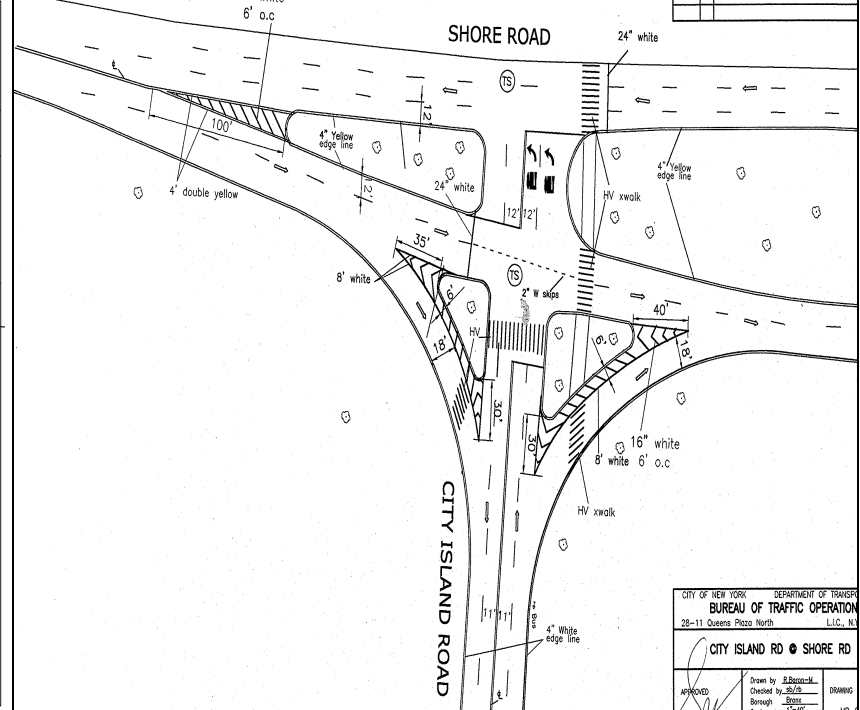 6' o.c
SHORE ROAD
24" white
TS
12'
100'
4" Yellow
edge line
4' double yellow
12'
24" white
12' 12'
HV xwalk
4" Yellow
edge line
35'
8' white
6'
18'
HV
TS
2" W skips
40'
6'
18'
30'
30'
16" white
8' white 6' o.c
HV xwalk
CITY ISLAND ROAD
11' 11'
Bus
4" White
edge line
CITY OF NEW YORK DEPARTMENT OF TRANSPO
BUREAU OF TRAFFIC OPERATION
28-11 Queens Plaza North L.I.C., N.Y
CITY ISLAND RD @ SHORE RD
APPROVED
Drawn by R.Baron-M
Checked by sb/rb
Borough Bronx
DRAWING